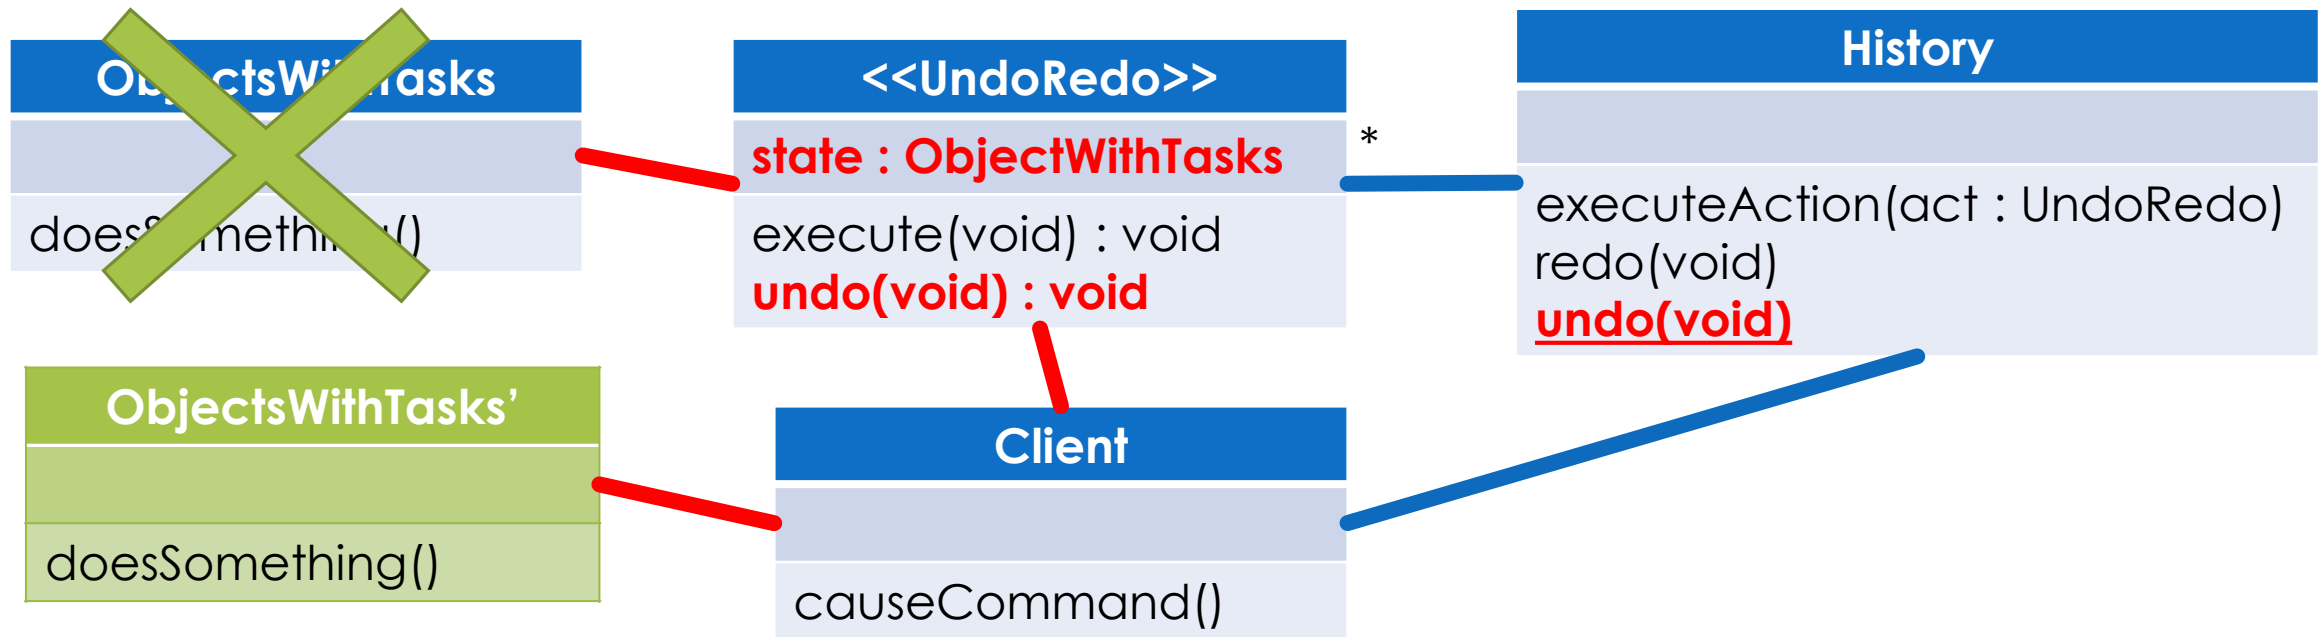 <<UndoRedo>>
state : ObjectWithTasks
execute(void) : void
undo(void) : void
*
History
executeAction(act : UndoRedo)
redo(void)
undo(void)
ObjectsWithTasks’
doesSomething()
Client
causeCommand()